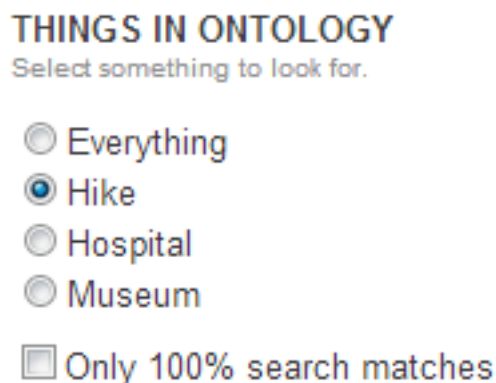 THINGS IN ONTOLOGY
Select something to look for.
Everything
Hike
Hospital
Museum
Only 100% search matches